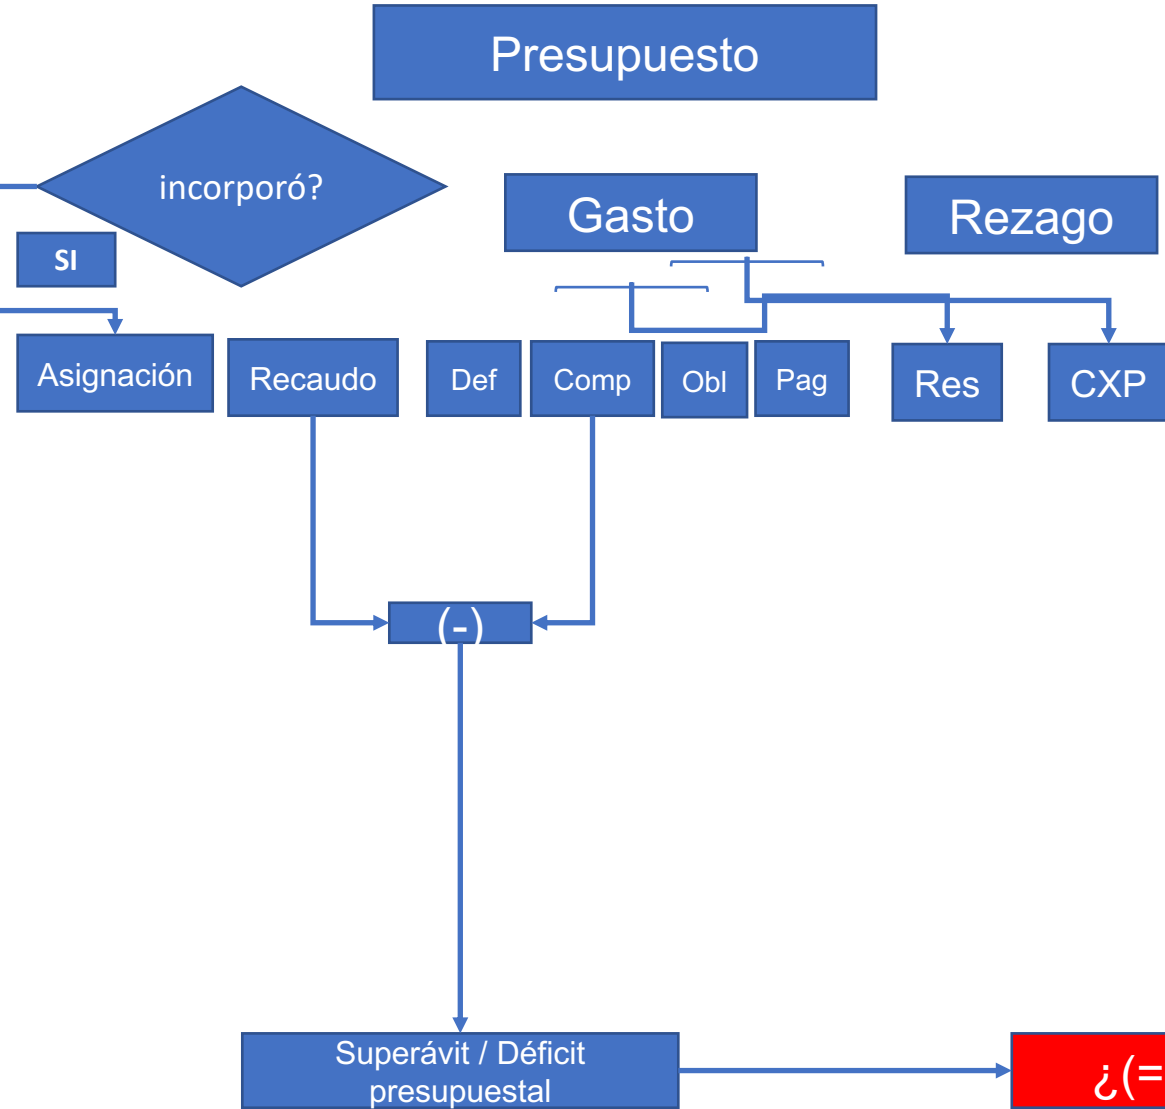 Presupuesto
incorporó?
Gasto
Rezago
SI
Asignación
Recaudo
Def
Comp
Obl
Pag
Res
CXP
(-)
Superávit / Déficit
presupuestal
¿(=